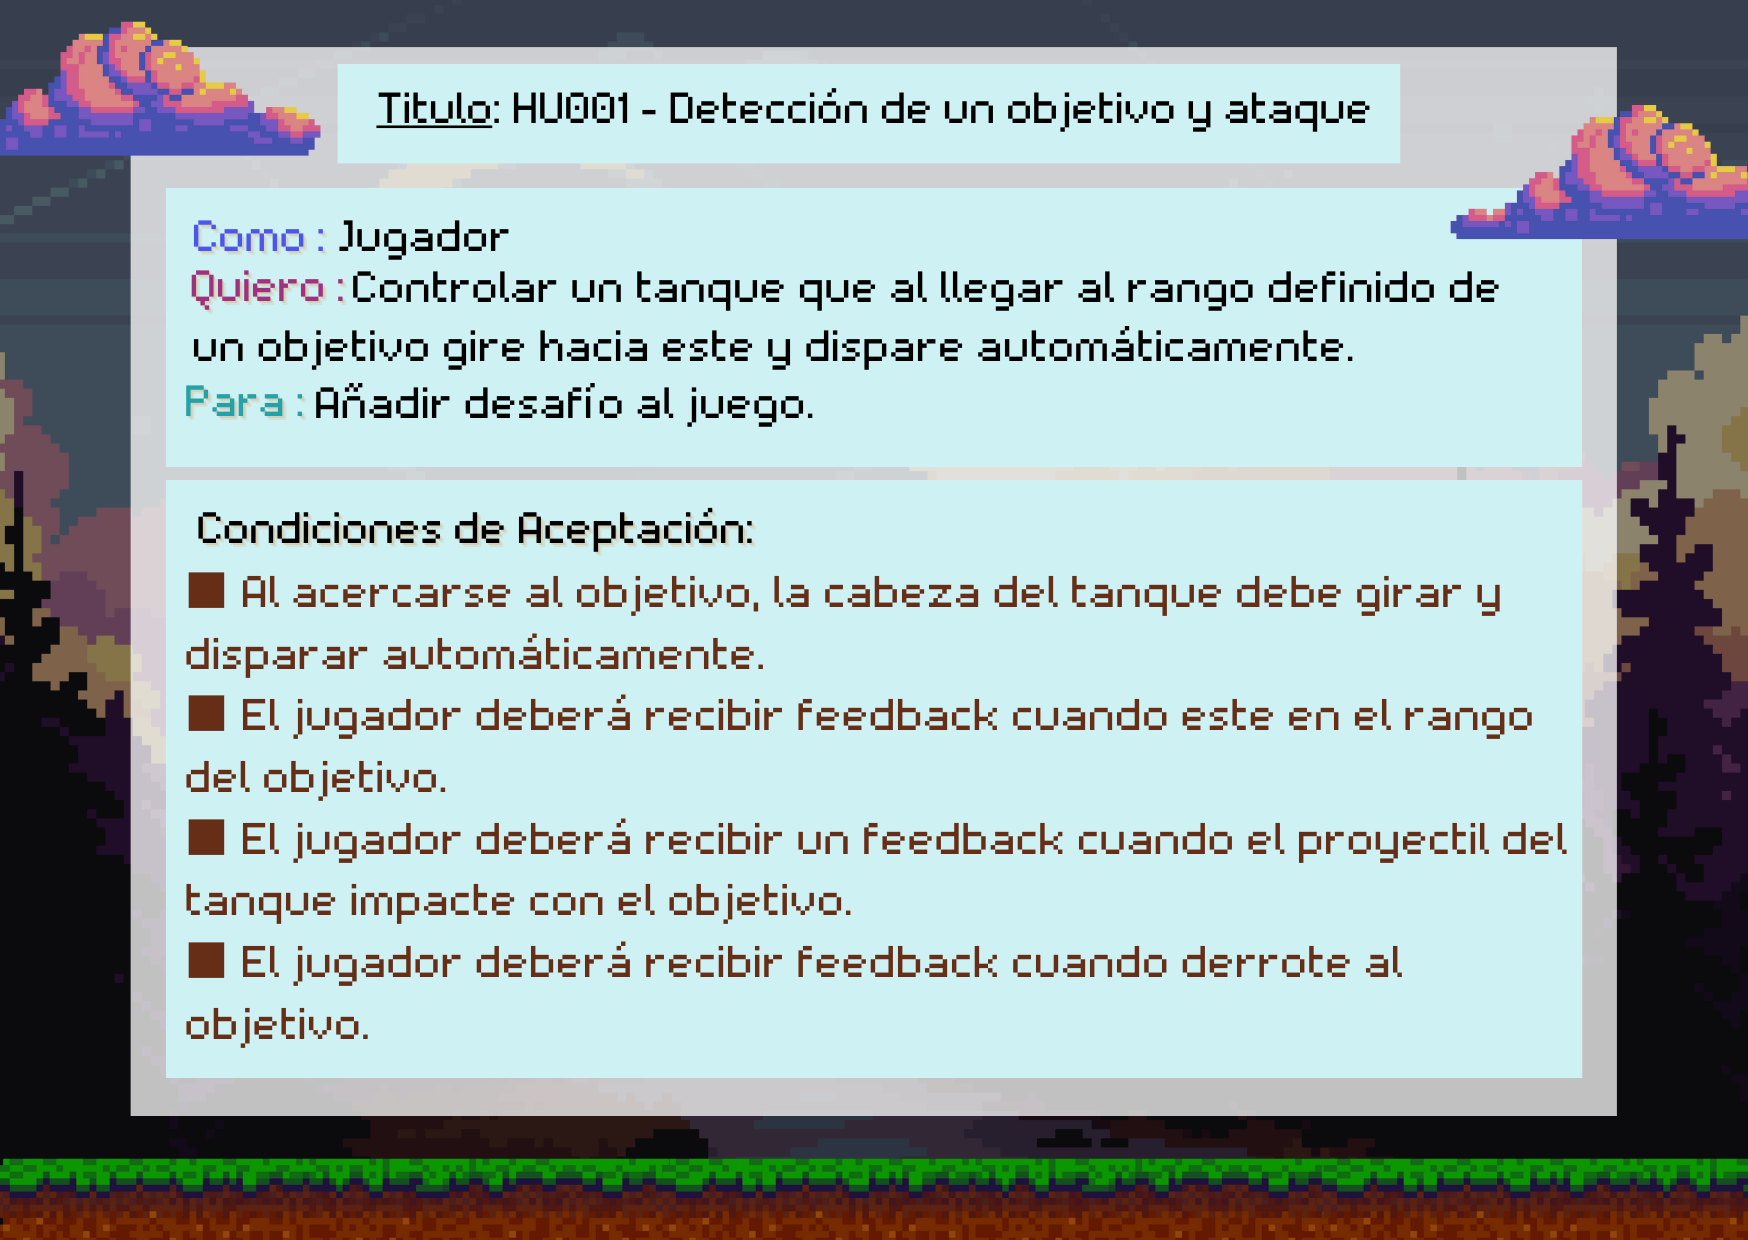 Titulo: HU001 - Detección de un objetivo y ataque
Como : Jugador
Quiero : Controlar un tanque que al llegar al rango definido de
un objetivo gire hacia este y dispare automáticamente.
Para : Añadir desafío al juego.
Condiciones de Aceptación:
■ Al acercarse al objetivo, la cabeza del tanque debe girar y
disparar automáticamente.
■ El jugador deberá recibir feedback cuando este en el rango
del objetivo.
■ El jugador deberá recibir un feedback cuando el proyectil del
tanque impacte con el objetivo.
■ El jugador deberá recibir feedback cuando derrote al
objetivo.